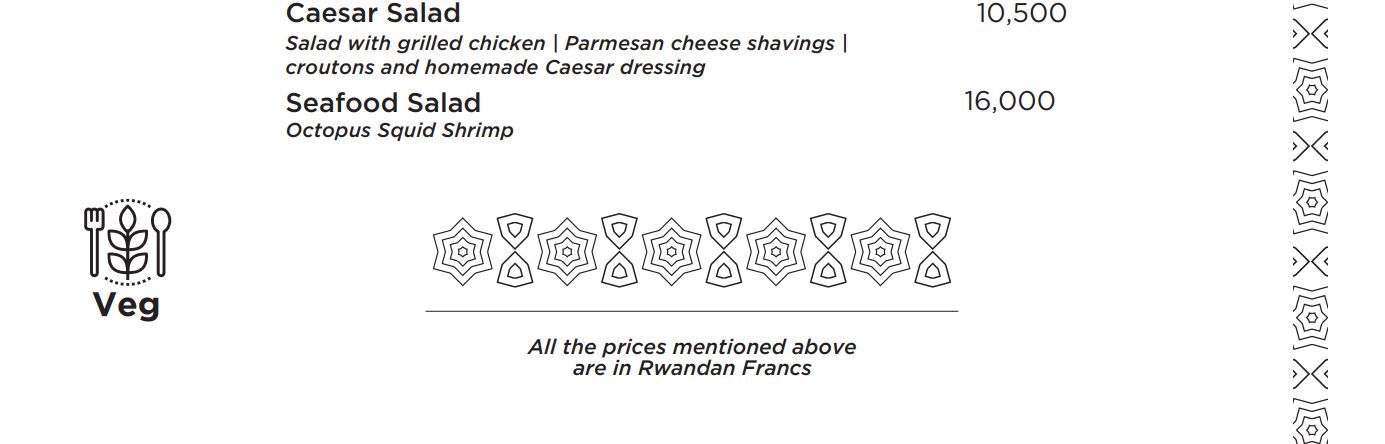 Caesar Salad 10,500
Salad with grilled chicken | Parmesan cheese shavings |
croutons and homemade Caesar dressing
Seafood Salad 16,000
Octopus Squid Shrimp
Veg
All the prices mentioned above
are in Rwandan Francs